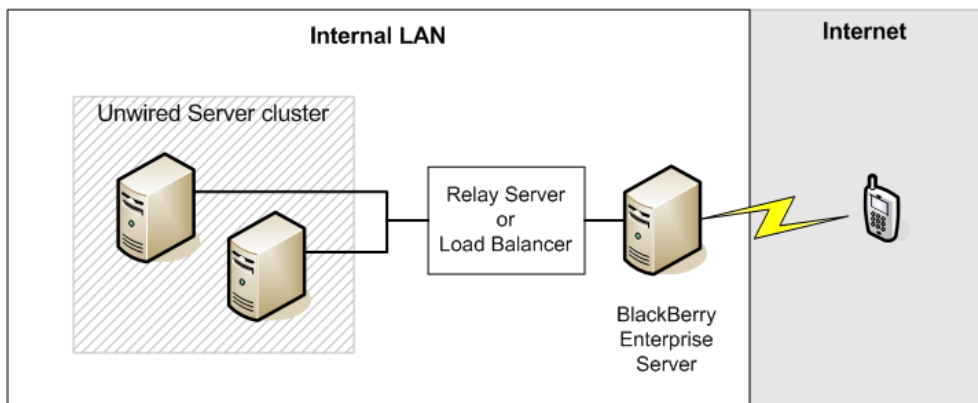 Internal LAN
Internet
Unwired Server cluster
Relay Server
or
Load Balancer
BlackBerry
Enterprise
Server